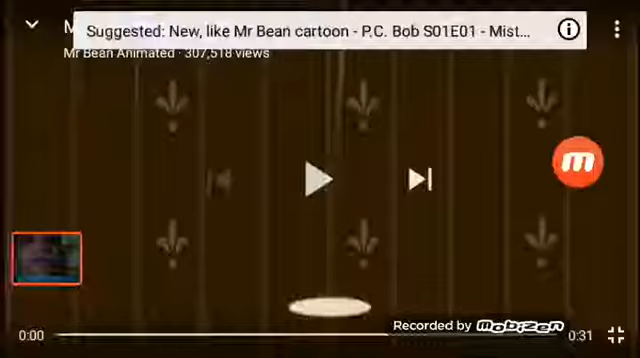 Suggested: New, like Mr Bean cartoon - P.C. Bob S01E01 - Mist...
M
Mr Bean Animated · 307,518 views
m
Recorded by mobizen
0:00
0:31